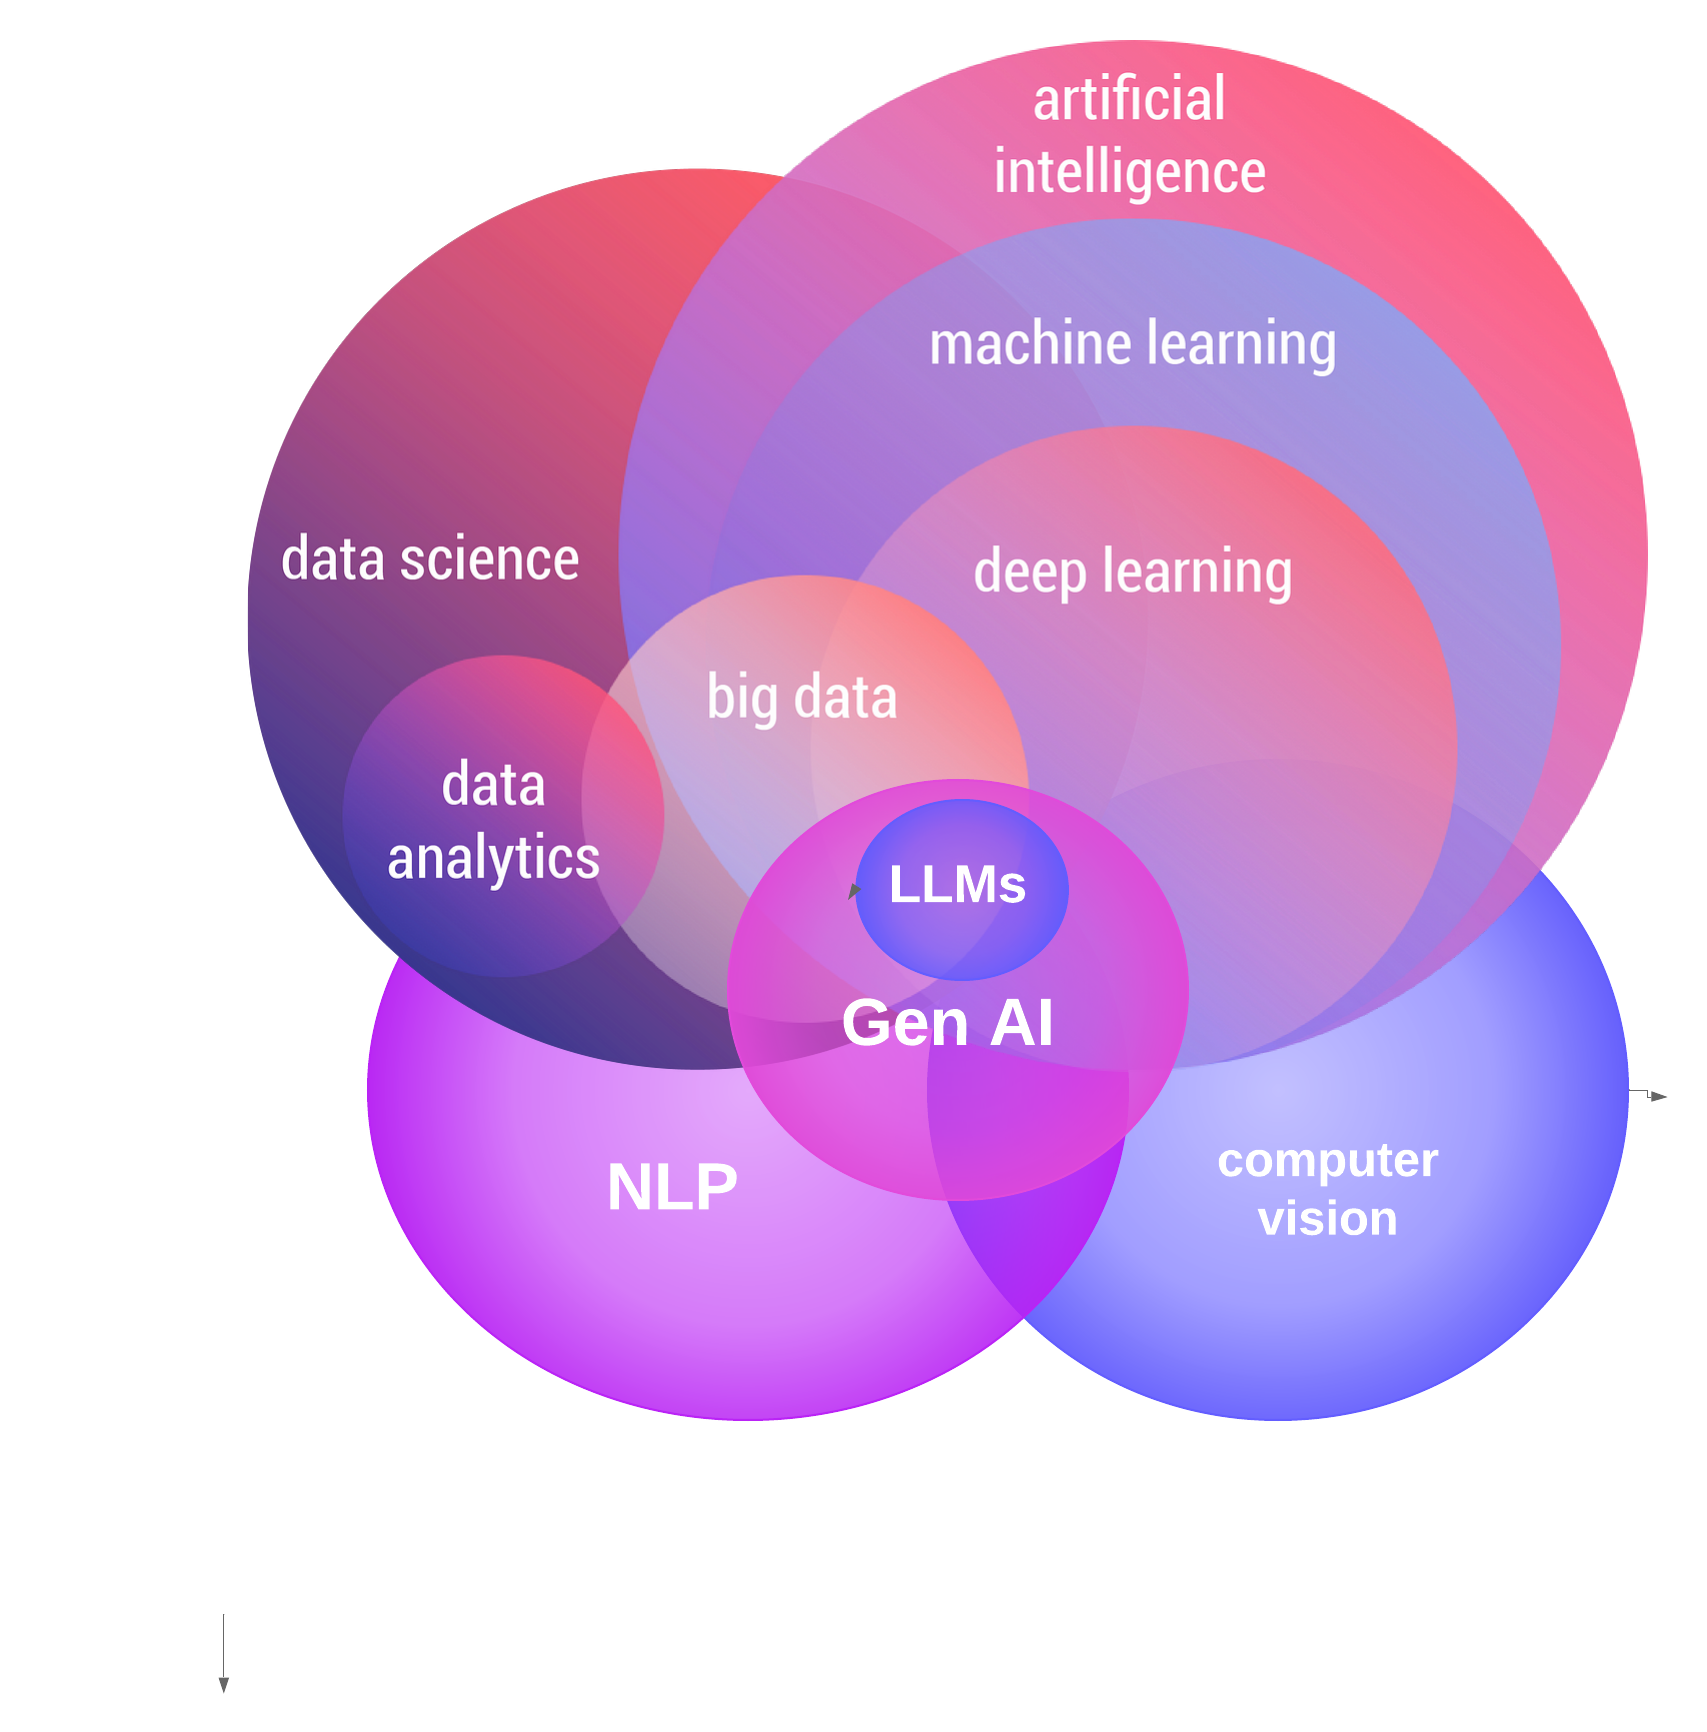 artificial
intelligence
machine learning
data science
deep learning
big data
data
analytics
LLMs
Gen AI
NLP
computer
vision